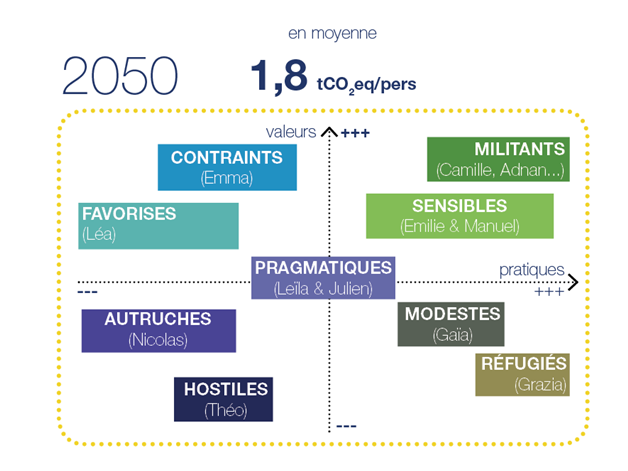 en moyenne
2050
1,8 tCO₂eq/pers
valeurs +++
CONTRAINTS
(Emma)
MILITANTS
(Camille, Adnan...)
FAVORISES
(Léa)
SENSIBLES
(Emilie & Manuel)
PRAGMATIQUES
(Leïla & Julien)
pratiques
+++
---
AUTRUCHES
(Nicolas)
MODESTES
(Gaïa)
RÉFUGIÉS
(Grazia)
HOSTILES
(Théo)
---